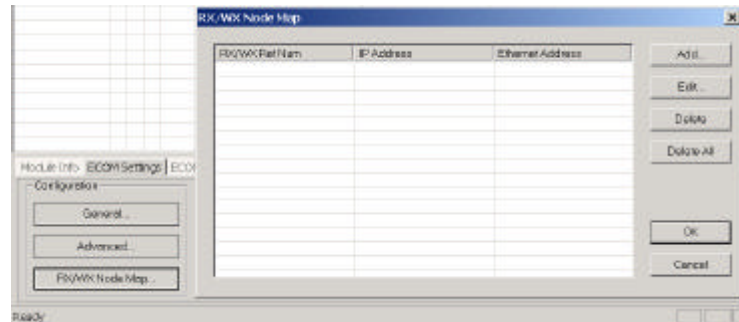 RX/WX Node Map
RX/WX Ref Num IP Address Ethernet Address
Add...
Edit...
Delete
Delete All
Module Info ECOM Settings ECO
Configuration
General...
Advanced...
RX/WX Node Map...
OK
Cancel
Ready